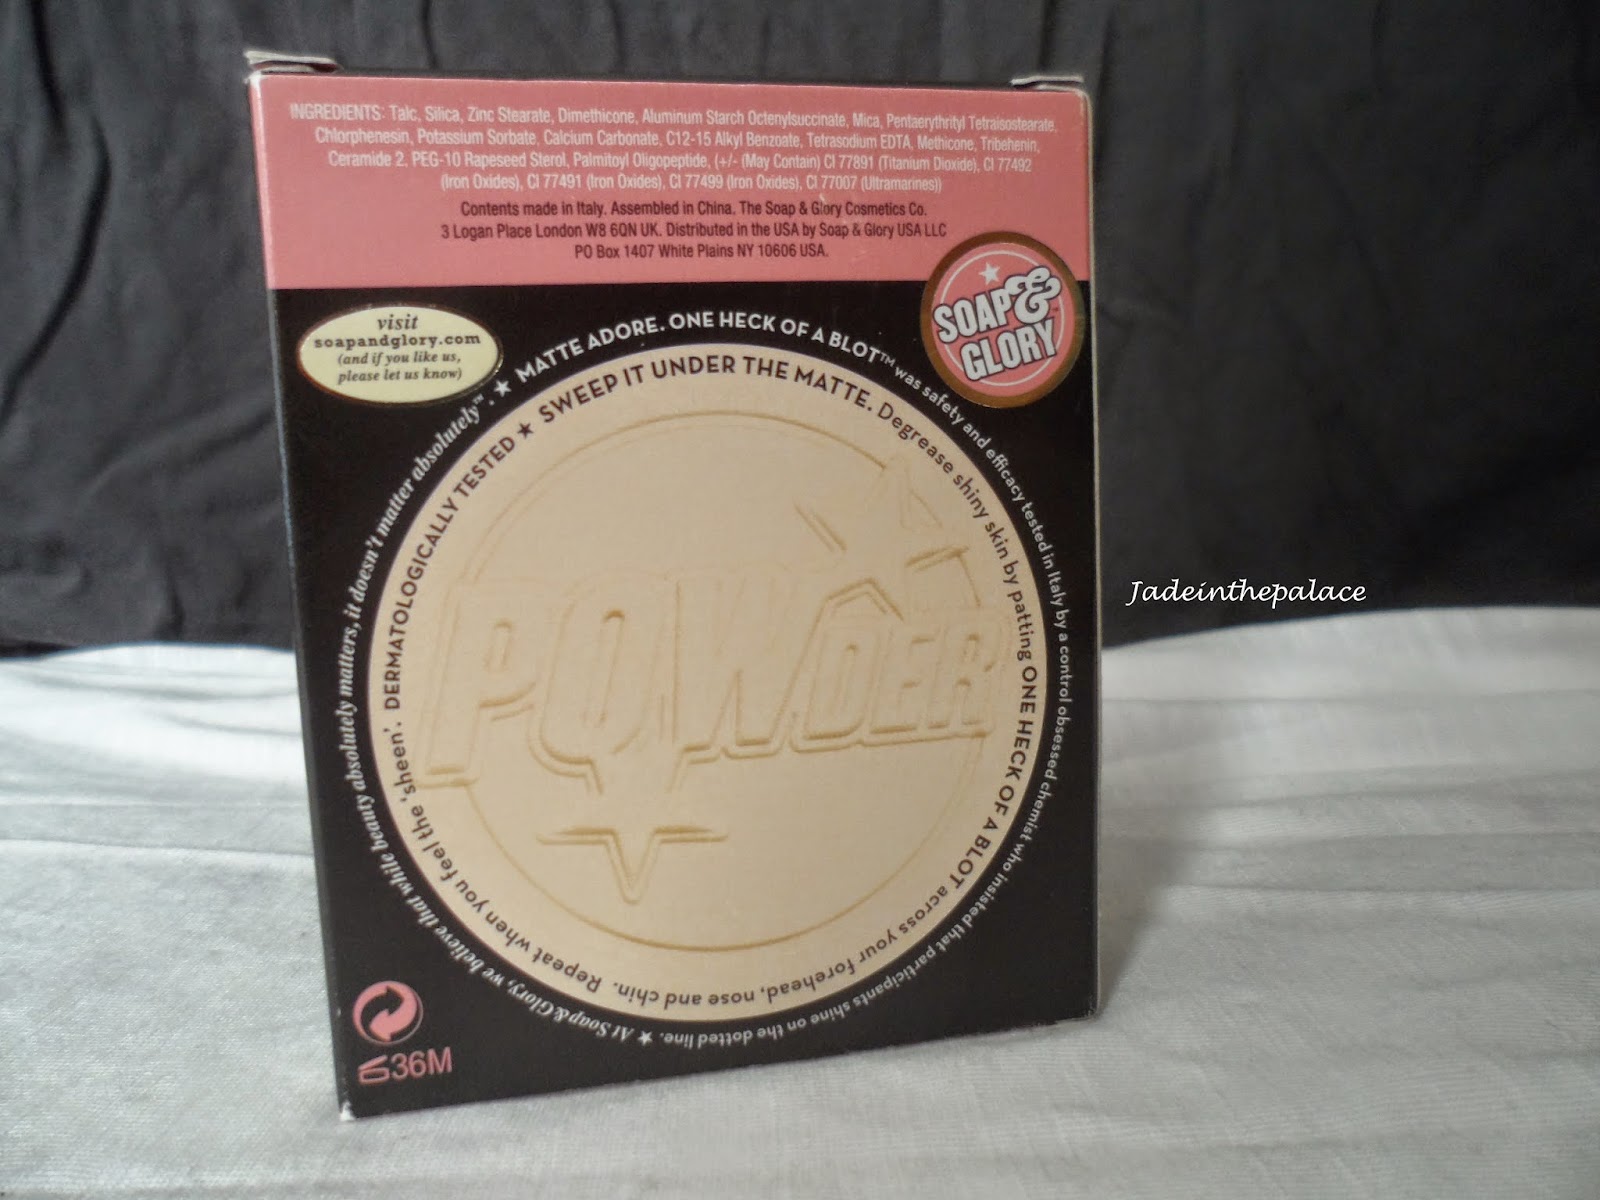 INGREDIENTS: Talc, Silica, Zinc Stearate, Dimethicone, Aluminum Starch Octenylsuccinate, Mica, Pentaerythrityl Tetraisostearate,
Chlorphenesin, Potassium Sorbate, Calcium Carbonate, C12-15 Alkyl Benzoate, Tetrasodium EDTA, Methicone, Tribehenin,
Ceramide 2, PEG-10 Rapeseed Sterol, Palmitoyl Oligopeptide, (+/- (May Contain) CI 77891 (Titanium Dioxide), CI 77492
(Iron Oxides), CI 77491 (Iron Oxides), CI 77499 (Iron Oxides), CI 77007 (Ultramarines))
Contents made in Italy. Assembled in China. The Soap & Glory Cosmetics Co.
3 Logan Place London W8 6QN UK. Distributed in the USA by Soap & Glory USA LLC
PO Box 1407 White Plains NY 10606 USA.
SOAP&
GLORY
visit
soapandglory.com
(and if you like us,
please let us know)
★ MATTE ADORE. ONE HECK OF A BLOT™ was safety and efficacy tested in Italy by a control obsessed chemist who insisted that participants shine on the dotted line. ★ At Soap & Glory, we believe that while beauty absolutely matters, it doesn't matter absolutely™.
★ SWEEP IT UNDER THE MATTE. Degrease shiny skin by patting ONE HECK OF A BLOT across your forehead, nose and chin. Repeat when you feel the 'sheen'. DERMATOLOGICALLY TESTED
POWDER
36M
Jadeinthepalace